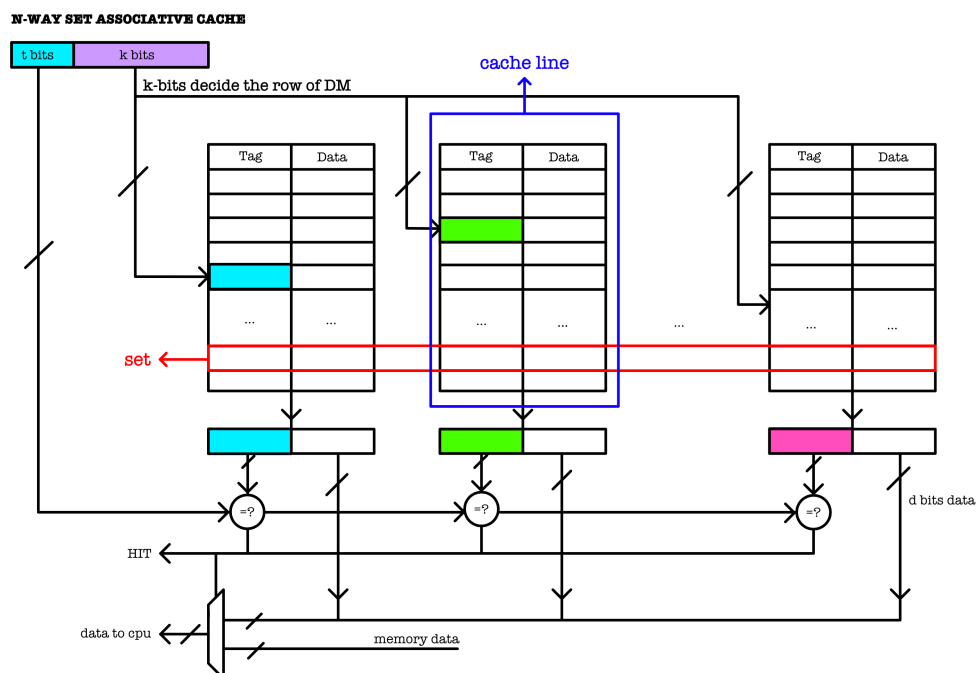 N-WAY SET ASSOCIATIVE CACHE
t bits
k bits
cache line
k-bits decide the row of DM
Tag
Data
Tag
Data
Tag
Data
...
...
...
...
...
...
...
set
=?
=?
=?
d bits data
HIT
data to cpu
memory data